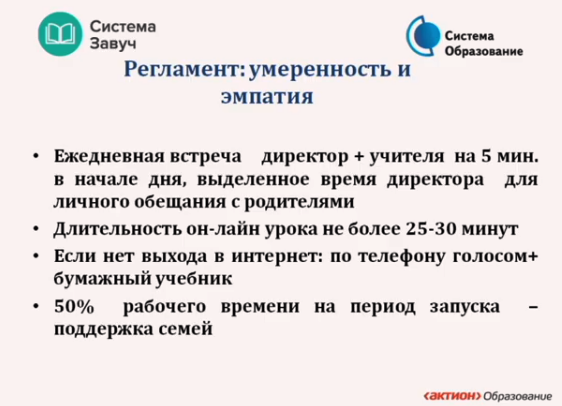 Система
Завуч
Система
Образование
Регламент: умеренность и
эмпатия
• Ежедневная встреча директор + учителя на 5 мин.
в начале дня, выделенное время директора для
личного обещания с родителями
• Длительность он-лайн урока не более 25-30 минут
• Если нет выхода в интернет: по телефону голосом+
бумажный учебник
• 50% рабочего времени на период запуска –
поддержка семей
‹актион› Образование